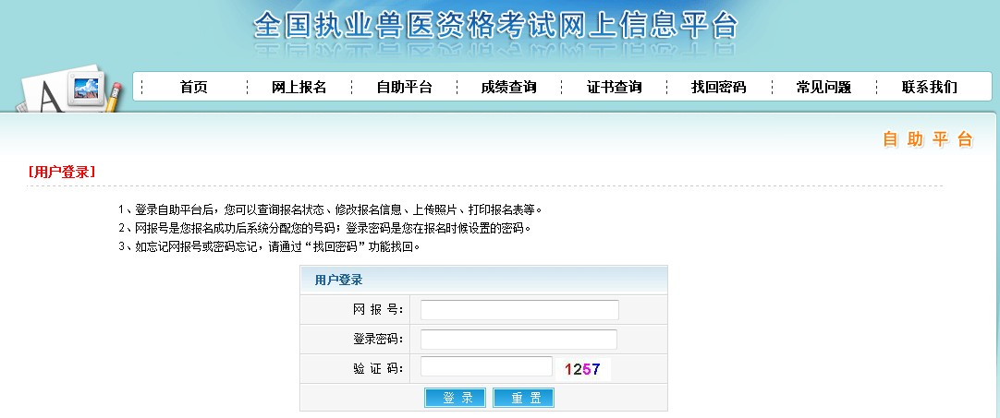 全国执业兽医资格考试网上信息平台
A
首页 网上报名 自助平台 成绩查询 证书查询 找回密码 常见问题 联系我们
自助平台
[用户登录]
1、登录自助平台后，您可以查询报名状态、修改报名信息、上传照片、打印报名表等。
2、网报号是您报名成功后系统分配您的号码；登录密码是您在报名时候设置的密码。
3、如忘记网报号或密码忘记，请通过“找回密码”功能找回。
用户登录
网 报 号：
登录密码：
验 证 码： 1257
登 录 重 置